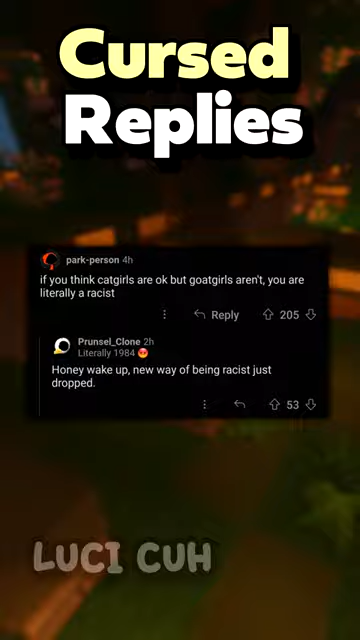 Cursed
Replies
park-person 4h
if you think catgirls are ok but goatgirls aren't, you are
literally a racist
Reply 205
Prunsel_Clone 2h
Literally 1984 😡
Honey wake up, new way of being racist just
dropped.
53
LUCI CUH